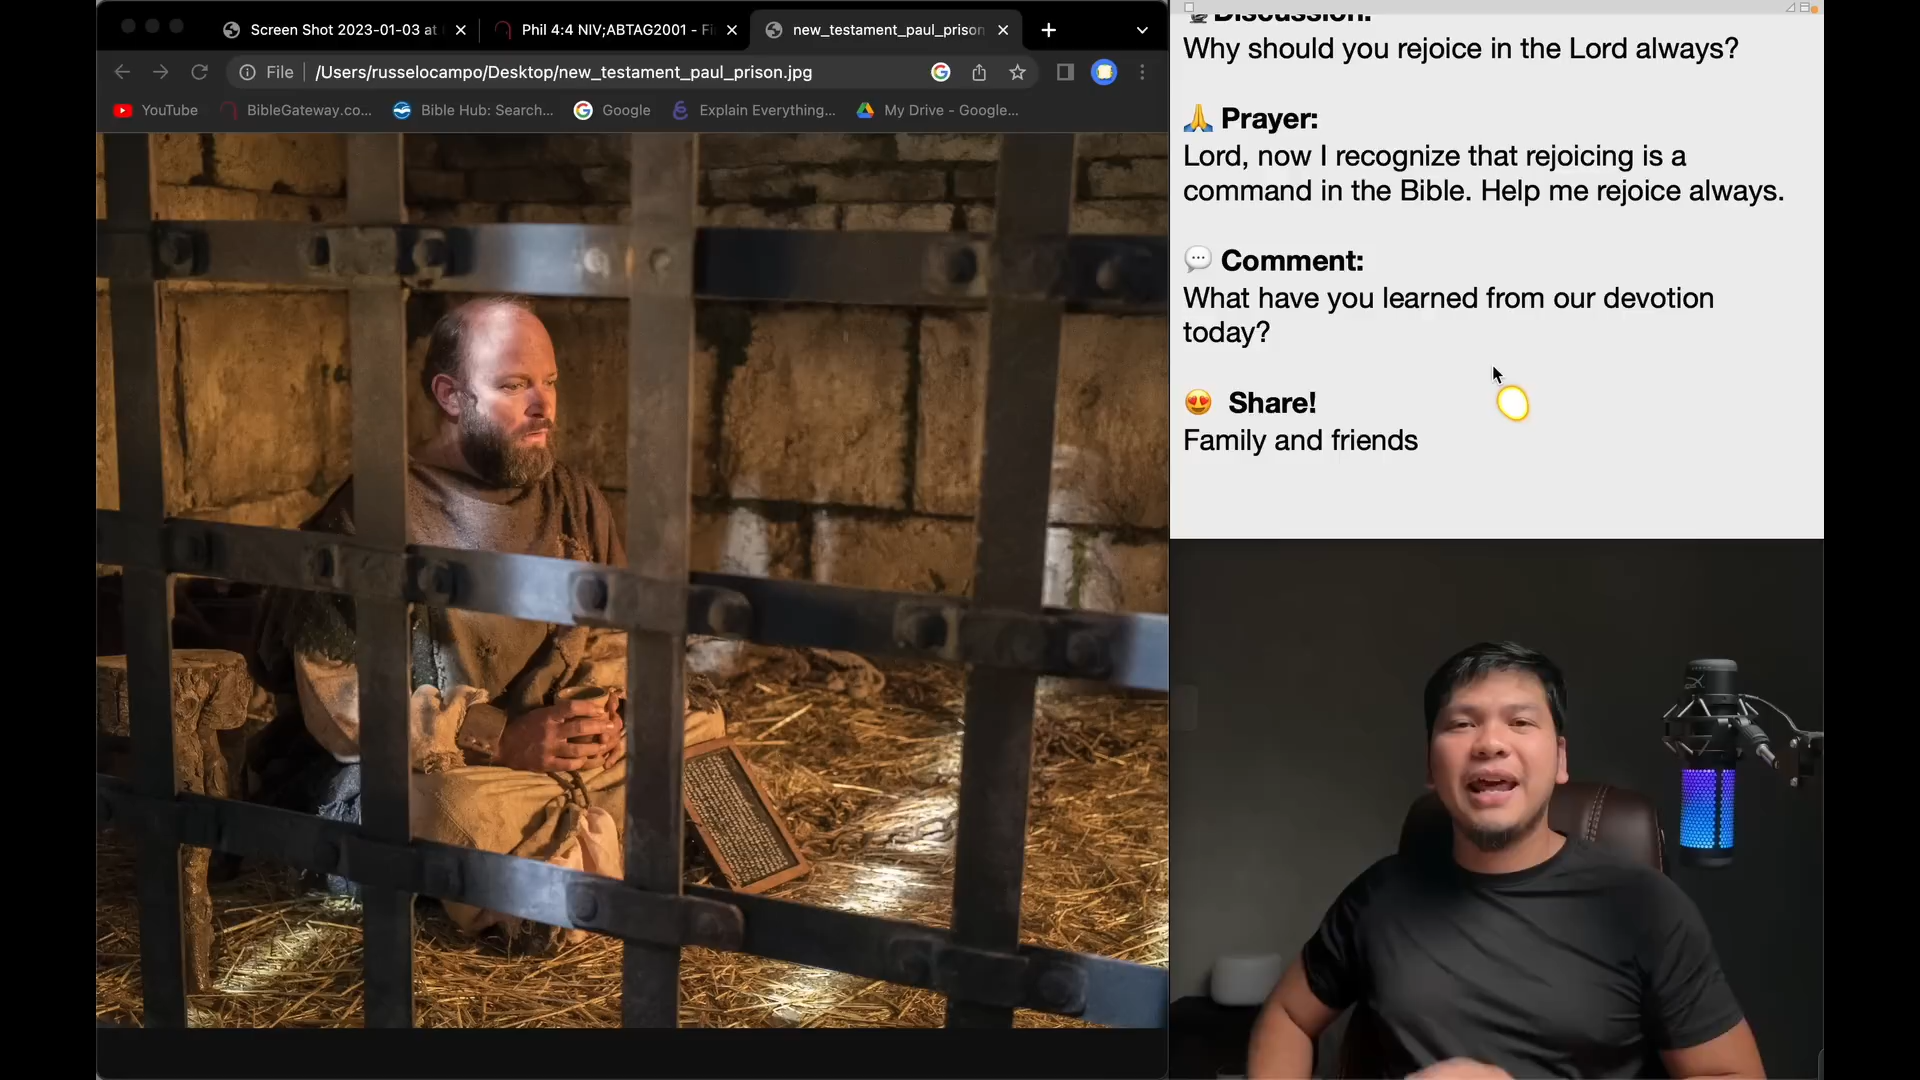 Screen Shot 2023-01-03 at
Phil 4:4 NIV;ABTAG2001 - Fi
new_testament_paul_prison
File
/Users/russelocampo/Desktop/new_testament_paul_prison.jpg
YouTube
BibleGateway.co...
Bible Hub: Search...
Google
Explain Everything...
My Drive - Google...
Discussion:
Why should you rejoice in the Lord always?
🙏 Prayer:
Lord, now I recognize that rejoicing is a
command in the Bible. Help me rejoice always.
💬 Comment:
What have you learned from our devotion
today?
😍 Share!
Family and friends